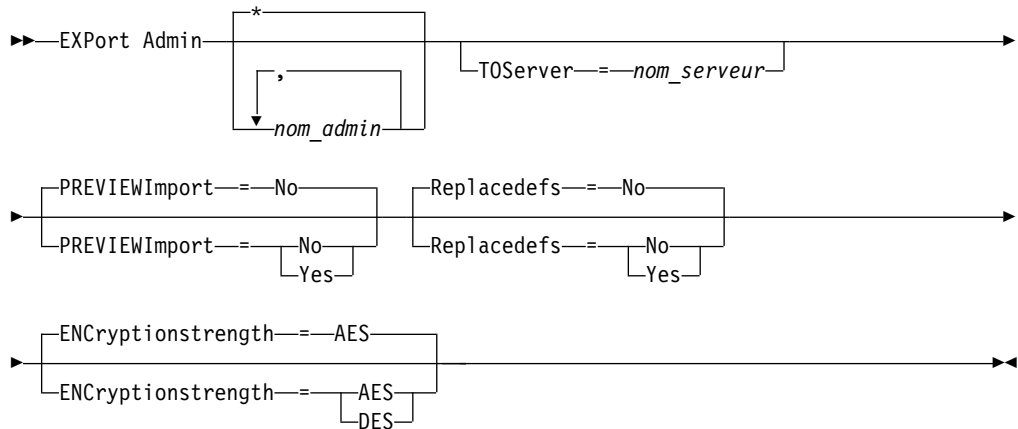 *
EXPort Admin
TOServer = nom_serveur
,
nom_admin
PREVIEWImport = No
Replacedefs = No
PREVIEWImport = No
Yes
Replacedefs = No
Yes
ENCryptionstrength = AES
ENCryptionstrength = AES
DES